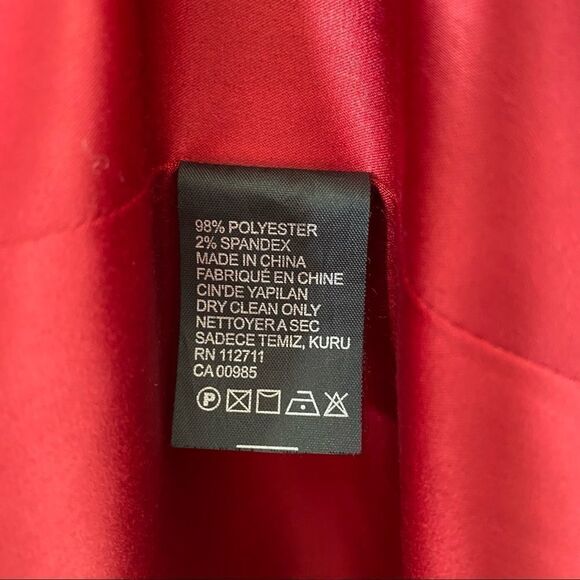 98% POLYESTER
2% SPANDEX
MADE IN CHINA
FABRIQUÉ EN CHINE
CIN'DE YAPILAN
DRY CLEAN ONLY
NETTOYER A SEC
SADECE TEMIZ, KURU
RN 112711
CA 00985
P